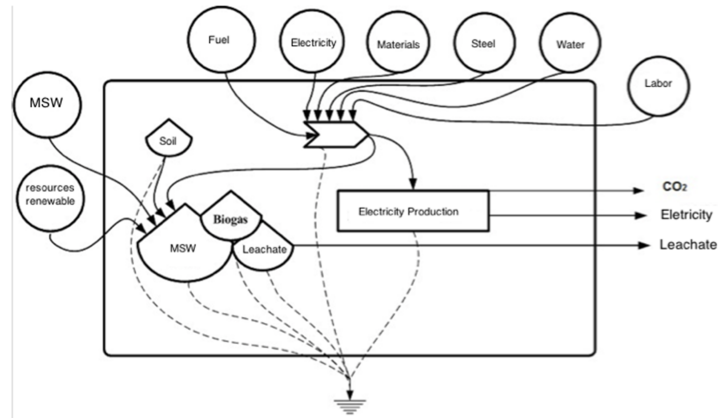 Fuel
Electricity
Materials
Steel
Water
Labor
MSW
resources
renewable
Soil
Biogas
MSW
Leachate
Electricity Production
CO₂
Eletricity
Leachate